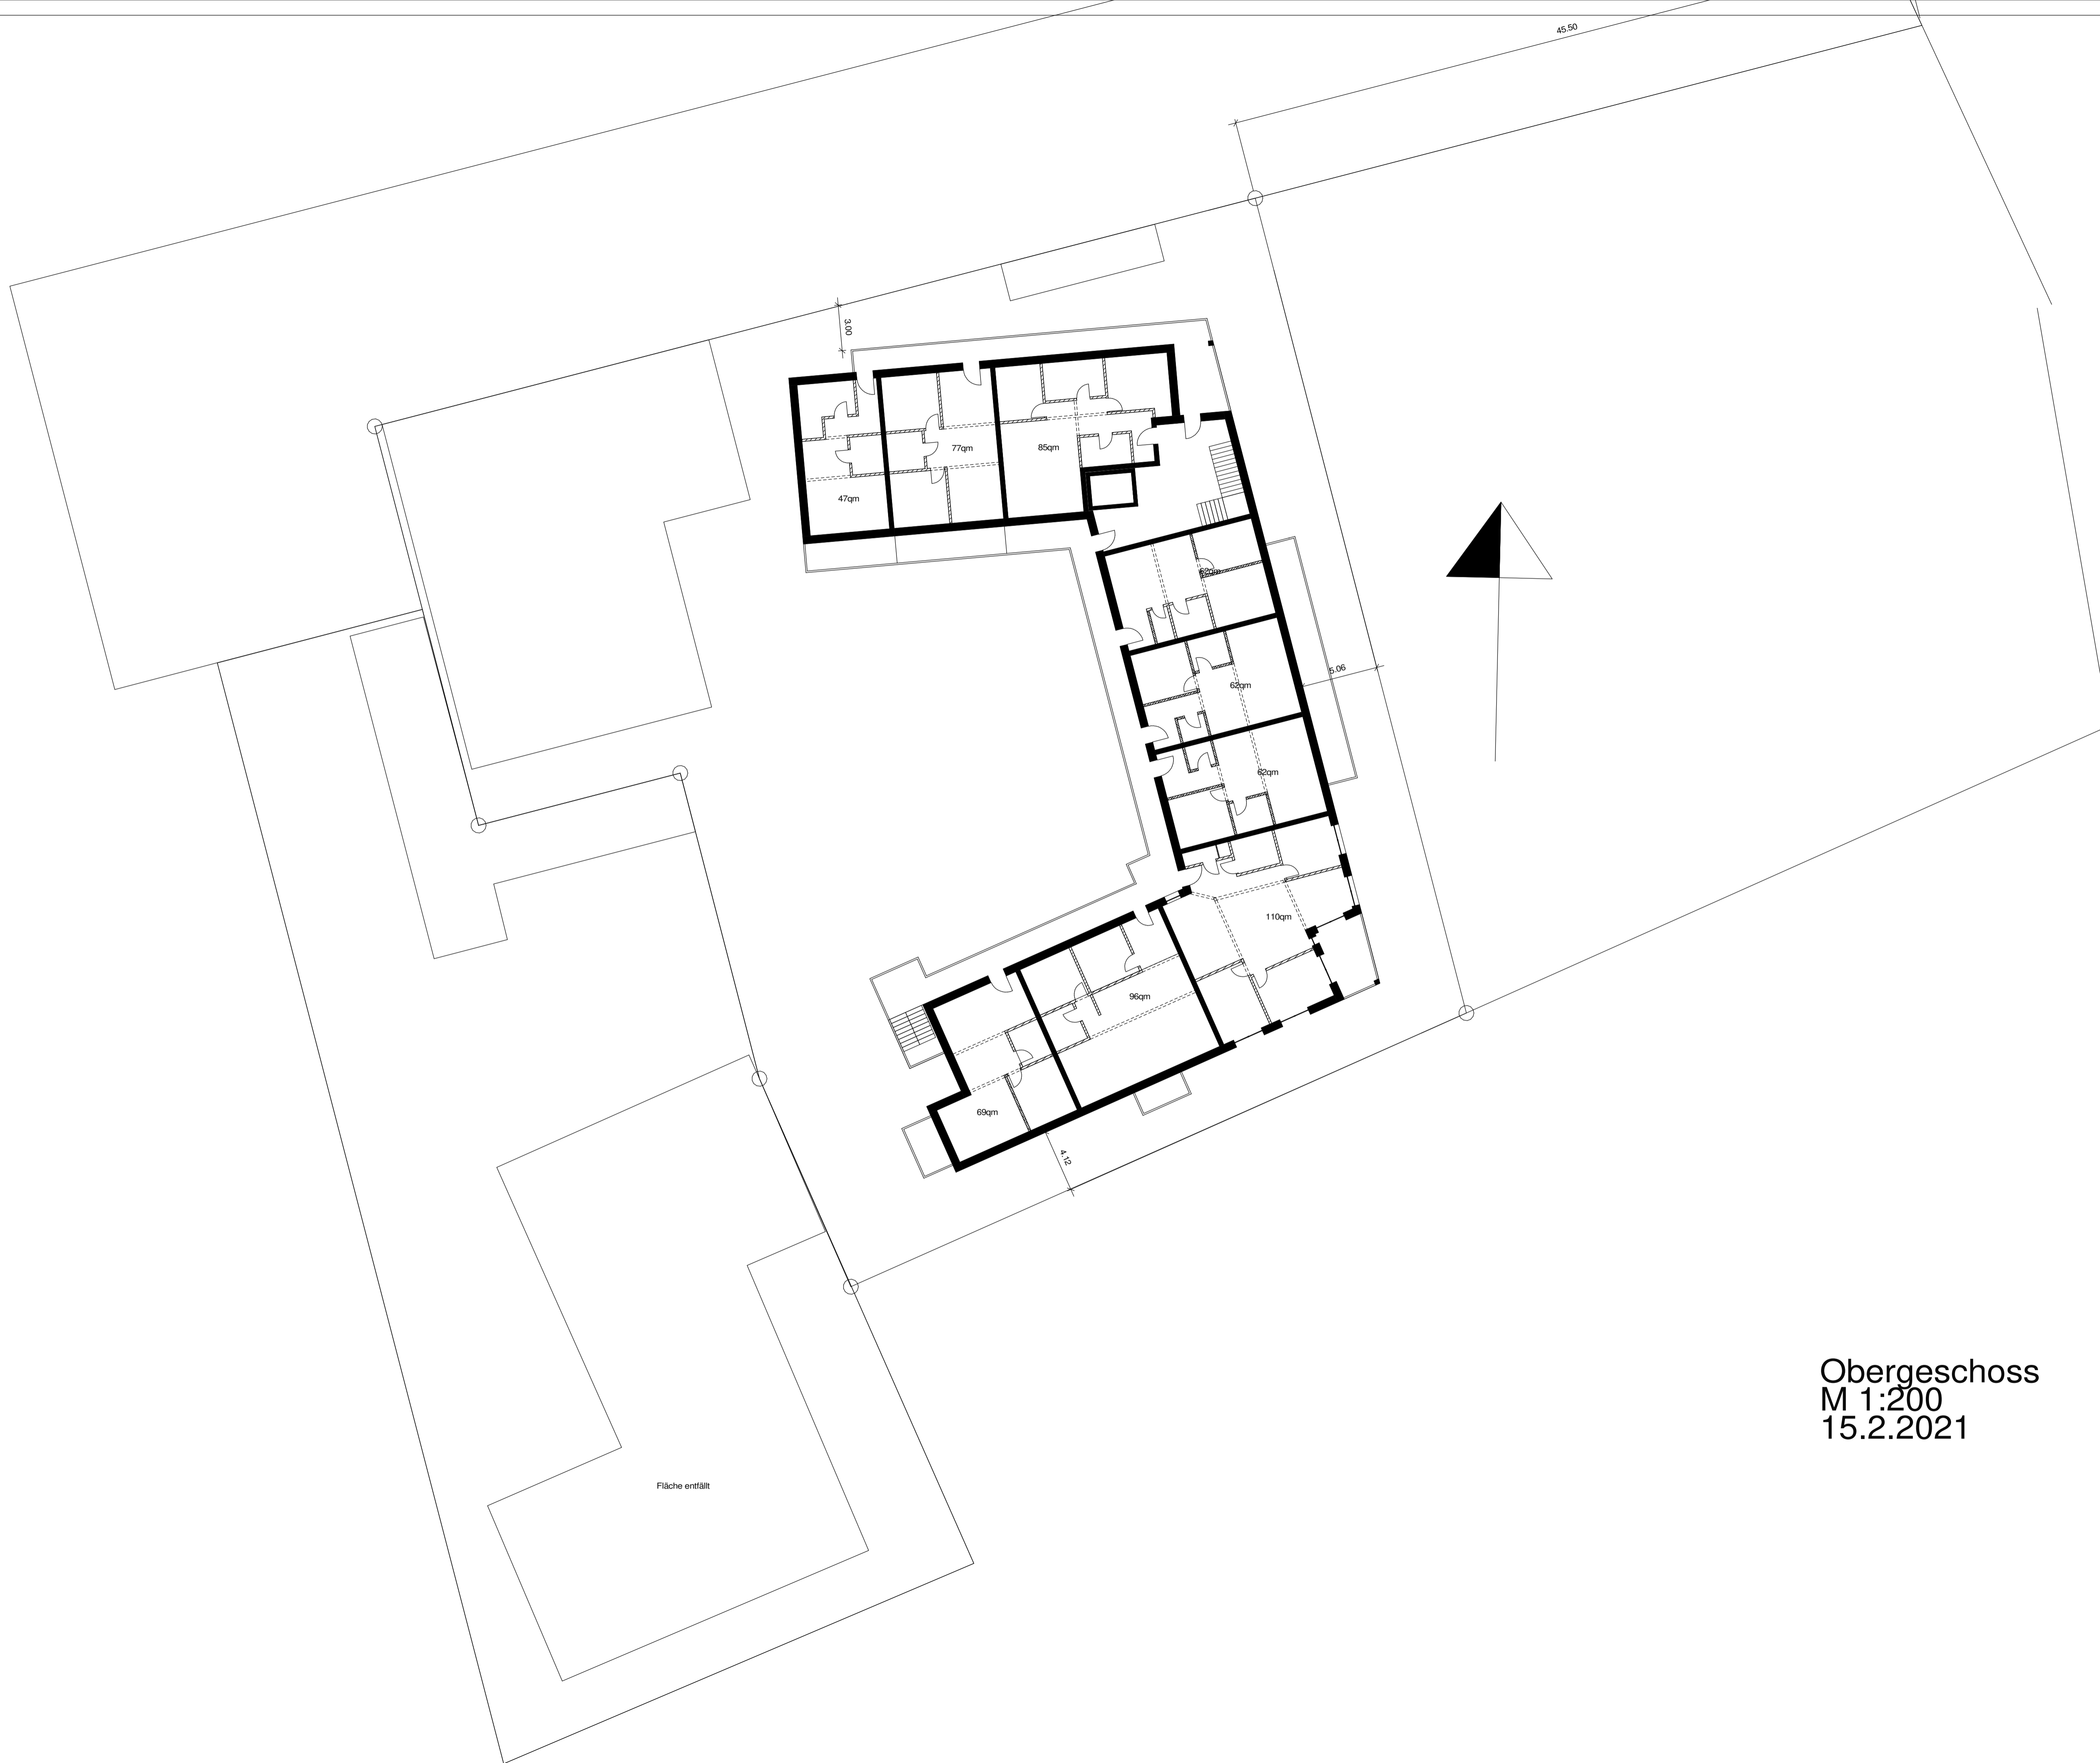 45.50
3.00
77qm
85qm
47qm
62qm
5.06
62qm
62qm
110qm
96qm
69qm
4.12
Obergeschoss
M 1:200
15.2.2021
Fläche entfällt